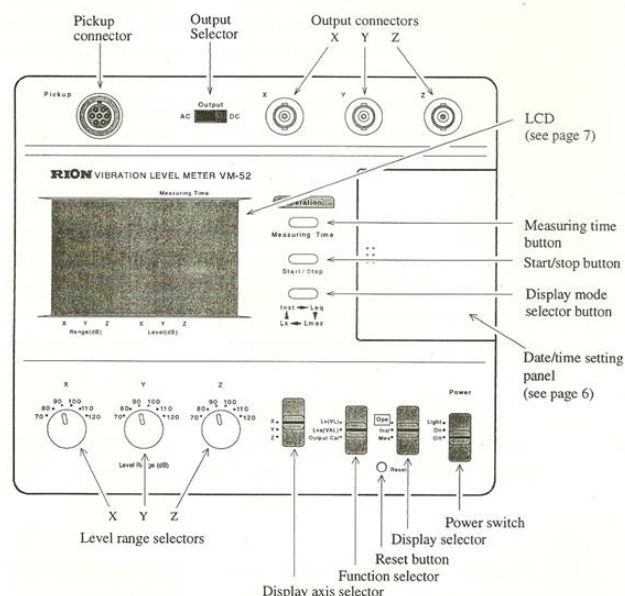 Pickup connector
Output Selector
Output connectors
X Y Z
Pickup
Output
AC DC
X Y Z
LCD
(see page 7)
RION VIBRATION LEVEL METER VM-52
Measuring Time
Operation
Measuring Time
Start/Stop
Inst Leq
Lx Lmax
X Y Z X Y Z
Range(dB) Level(dB)
Measuring time button
Start/stop button
Display mode selector button
Date/time setting panel
(see page 6)
X Y Z
70 80 90 100 110 120
70 80 90 100 110 120
70 80 90 100 110 120
Level Range (dB)
X
Y
Z
Lv(VL)
Lva(VAL)
Output Cal
Ope
Inst
Mem
Reset
Power
Light
On
Off
X Y Z
Level range selectors
Power switch
Display selector
Reset button
Function selector
Display axis selector